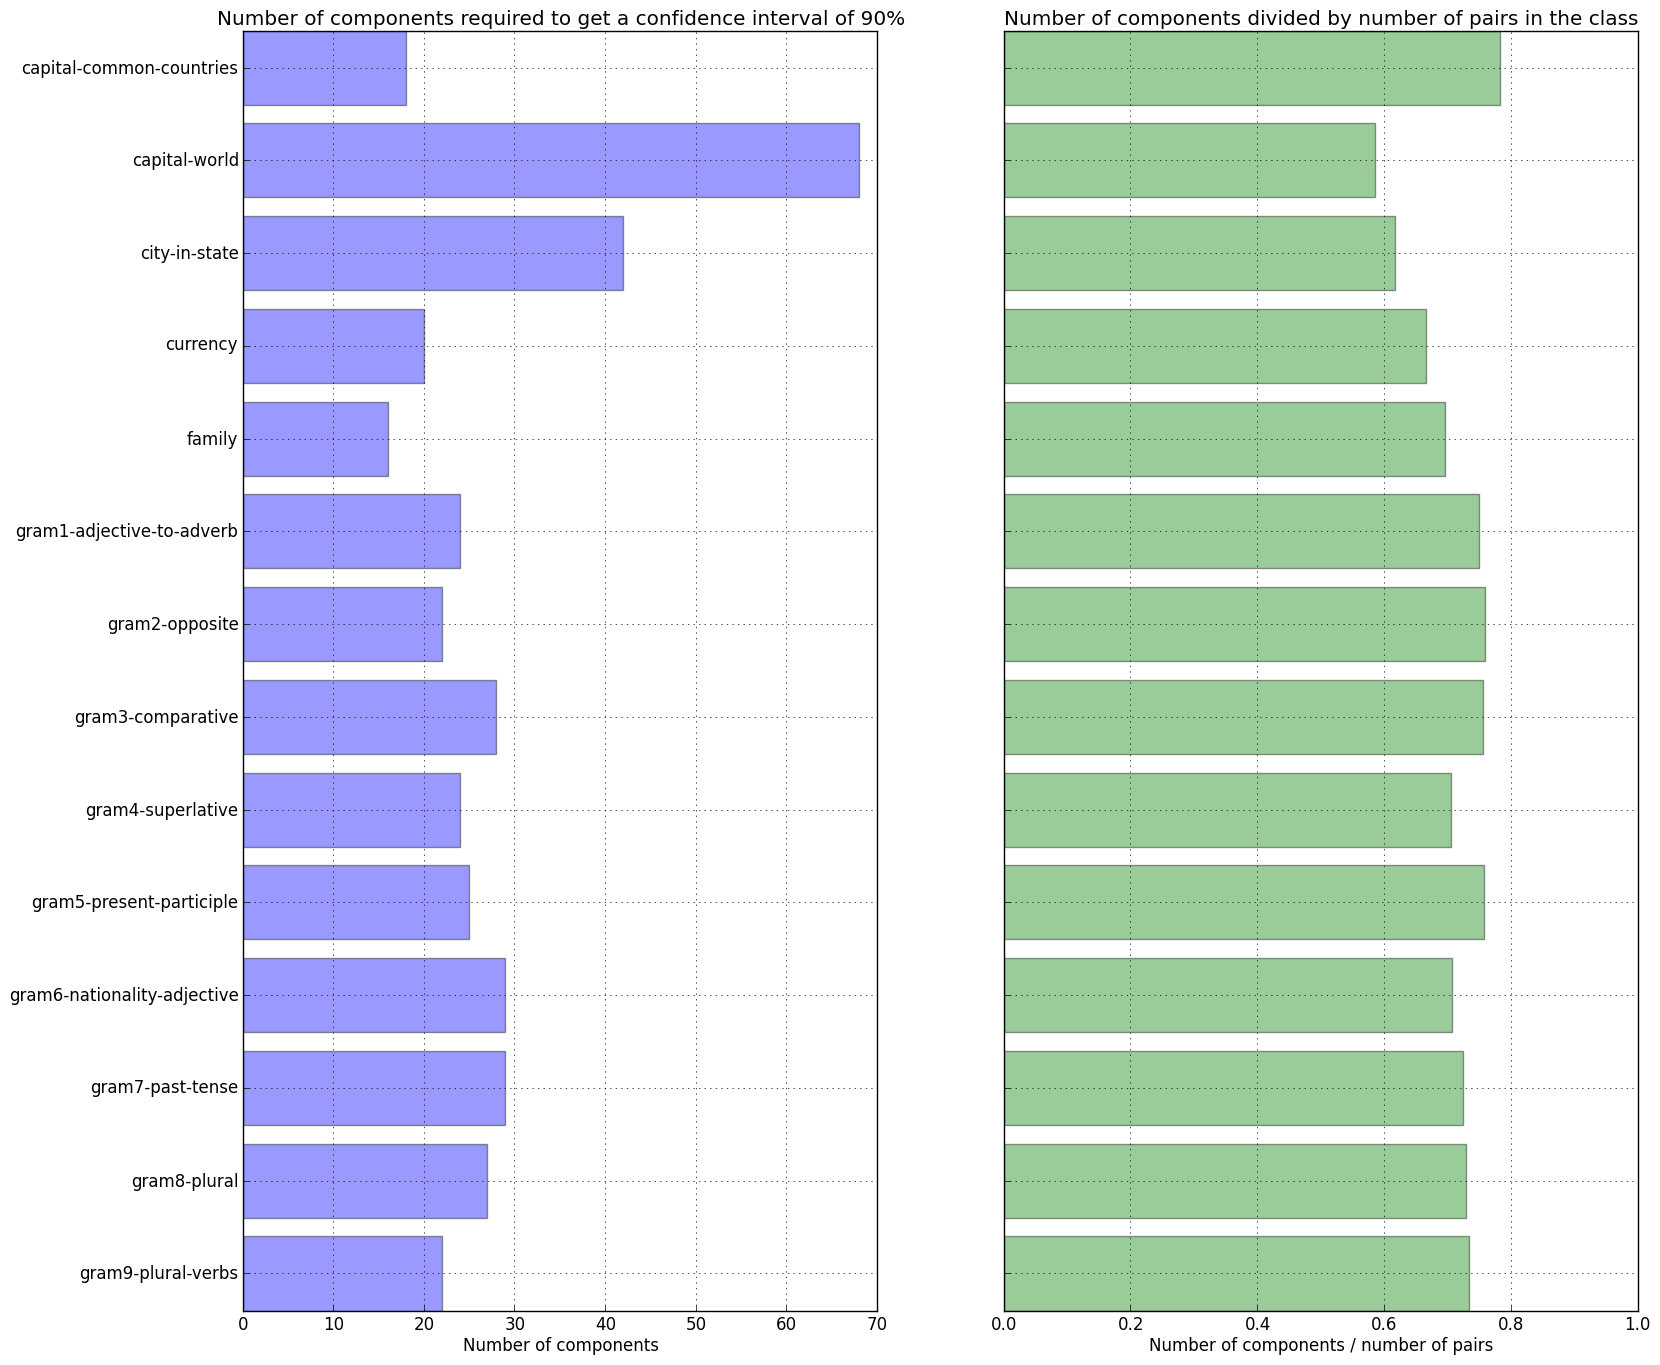 Number of components required to get a confidence interval of 90%
capital-common-countries
capital-world
city-in-state
currency
family
gram1-adjective-to-adverb
gram2-opposite
gram3-comparative
gram4-superlative
gram5-present-participle
gram6-nationality-adjective
gram7-past-tense
gram8-plural
gram9-plural-verbs
0 10 20 30 40 50 60 70
Number of components
Number of components divided by number of pairs in the class
0.0 0.2 0.4 0.6 0.8 1.0
Number of components / number of pairs